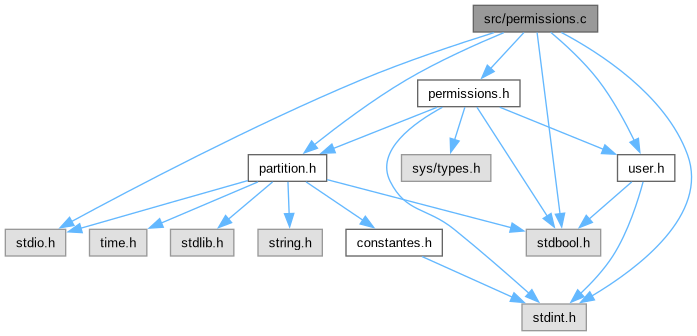 src/permissions.c
permissions.h
partition.h
sys/types.h
user.h
stdio.h
time.h
stdlib.h
string.h
constantes.h
stdbool.h
stdint.h